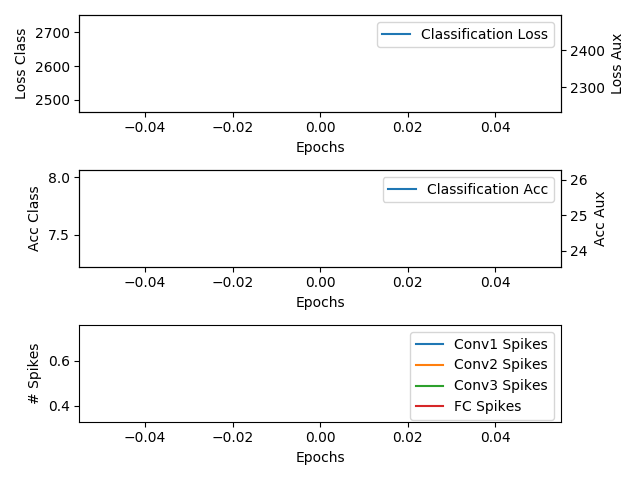 2700
2600
2500
Loss Class
Classification Loss
2400
2300
Loss Aux
−0.04 −0.02 0.00 0.02 0.04
Epochs
8.0
7.5
Acc Class
Classification Acc
26
25
24
Acc Aux
−0.04 −0.02 0.00 0.02 0.04
Epochs
0.6
0.4
# Spikes
Conv1 Spikes
Conv2 Spikes
Conv3 Spikes
FC Spikes
−0.04 −0.02 0.00 0.02 0.04
Epochs